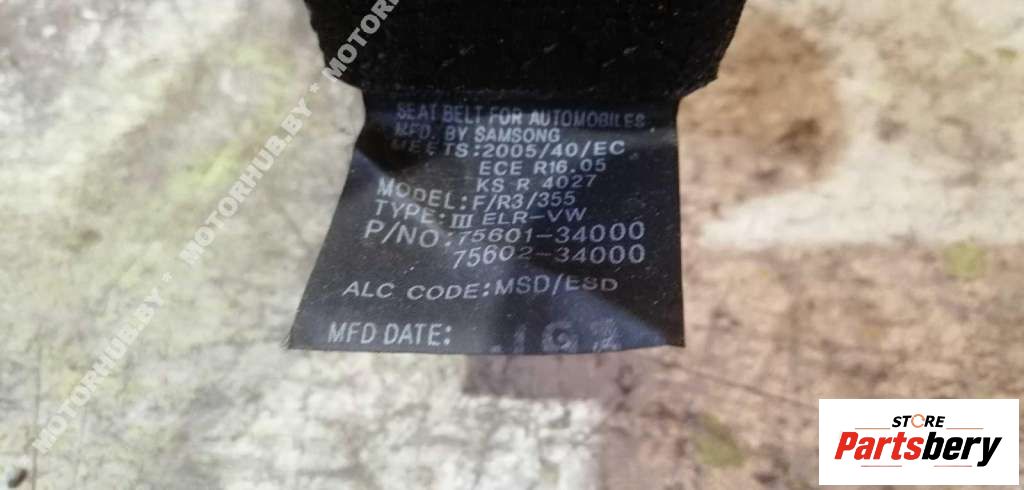 SEAT BELT FOR AUTOMOBILES
MFD. BY SAMSONG
MEETS:2005/40/EC
ECE R16.05
KS R 4027
MODEL:F/R3/355
TYPE:III ELR-VW
P/NO:75601-34000
75602-34000
ALC CODE:MSD/ESD
MFD DATE:
MOTORHUB.BY * MOTORHUB.BY * MOTORHUB.BY
STORE
Partsbery